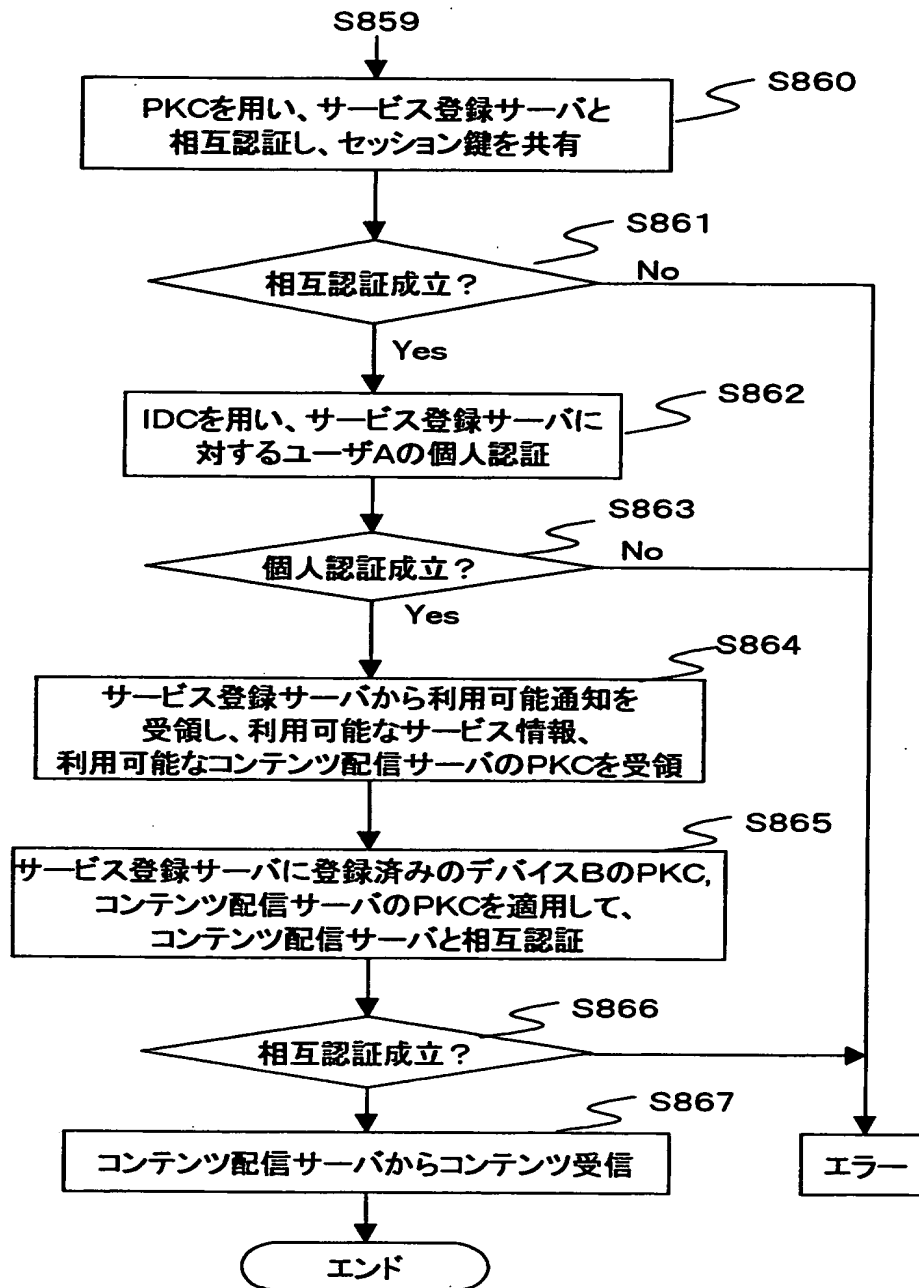 S859
S860
PKCを用い、サービス登録サーバと
相互認証し、セッション鍵を共有
S861
相互認証成立？
No
Yes
S862
IDCを用い、サービス登録サーバに
対するユーザAの個人認証
S863
個人認証成立？
No
Yes
S864
サービス登録サーバから利用可能通知を
受領し、利用可能なサービス情報、
利用可能なコンテンツ配信サーバのPKCを受領
S865
サービス登録サーバに登録済みのデバイスBのPKC,
コンテンツ配信サーバのPKCを適用して、
コンテンツ配信サーバと相互認証
S866
相互認証成立？
S867
コンテンツ配信サーバからコンテンツ受信
エラー
エンド